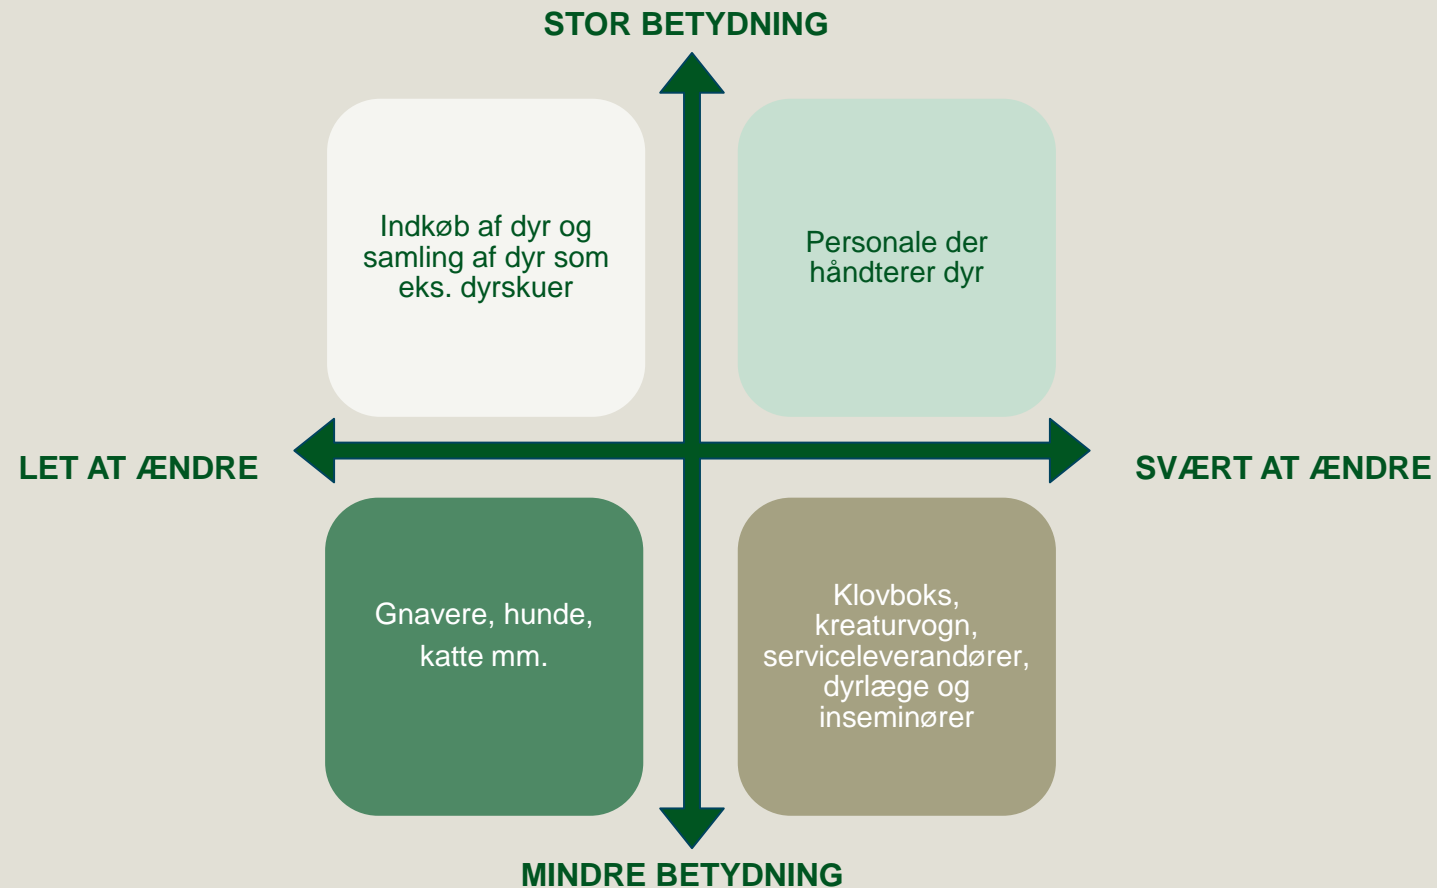 STOR BETYDNING
Indkøb af dyr og
samling af dyr som
eks. dyrskuer
Personale der
håndterer dyr
LET AT ÆNDRE
SVÆRT AT ÆNDRE
Gnavere, hunde,
katte mm.
Klovboks,
kreaturvogn,
serviceleverandører,
dyrlæge og
inseminører
MINDRE BETYDNING